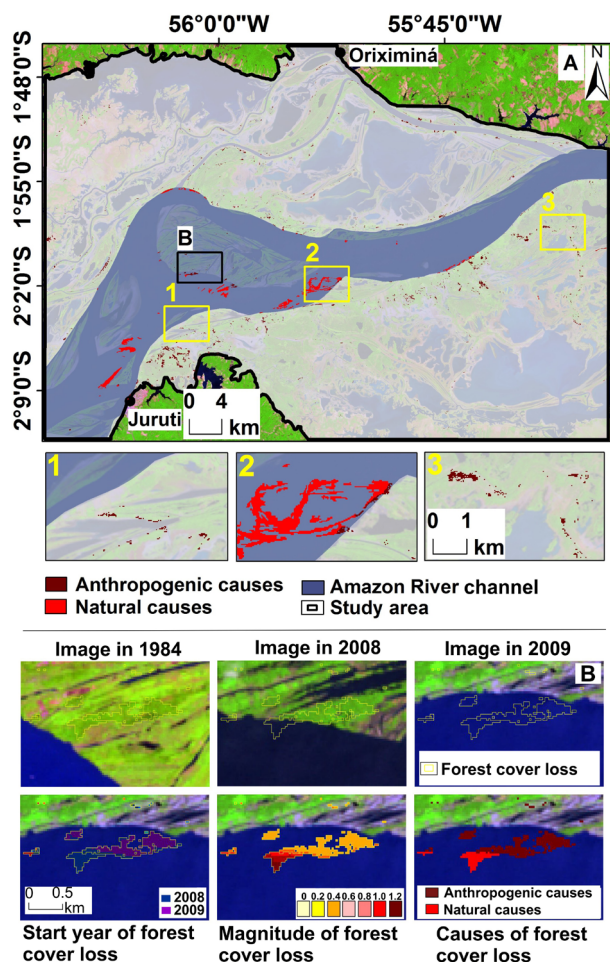 56°0'0"W 55°45'0"W
Oriximiná
A
N
1°48'0"S
1°55'0"S
2°2'0"S
2°9'0"S
B
1
2
3
Juruti
0 4
km
1
2
3
0 1
km
Anthropogenic causes
Natural causes
Amazon River channel
Study area
Image in 1984
Image in 2008
Image in 2009
B
Forest cover loss
0 0.5
km
2008
2009
0 0.2 0.4 0.6 0.8 1.0 1.2
Anthropogenic causes
Natural causes
Start year of forest
cover loss
Magnitude of forest
cover loss
Causes of forest
cover loss